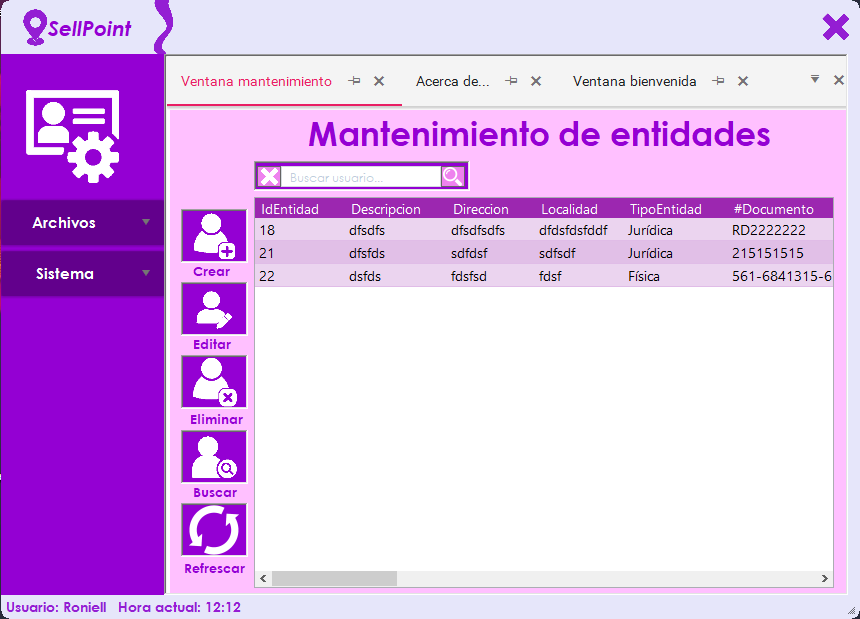 SellPoint
Ventana mantenimiento Acerca de... Ventana bienvenida
Mantenimiento de entidades
Buscar usuario...
Archivos
Sistema
IdEntidad Descripcion Direccion Localidad TipoEntidad #Documento
18 dfsdfs dfsdfsdfs dfdsfdsfddf Jurídica RD2222222
21 dfsfds sdfdsf sdfsdf Jurídica 215151515
22 dsfds fdsfsd fdsf Física 561-6841315-6
Crear
Editar
Eliminar
Buscar
Refrescar
Usuario: Roniell Hora actual: 12:12